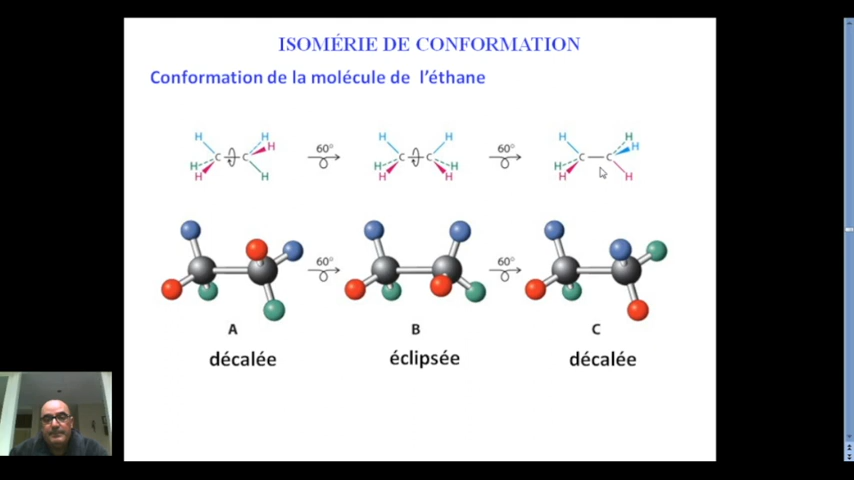 ISOMÉRIE DE CONFORMATION
Conformation de la molécule de l'éthane
H H H H H H
60°
H H H H H H
60°
H H H H H H
C C C C C C
60° 60°
A B C
décalée éclipsée décalée